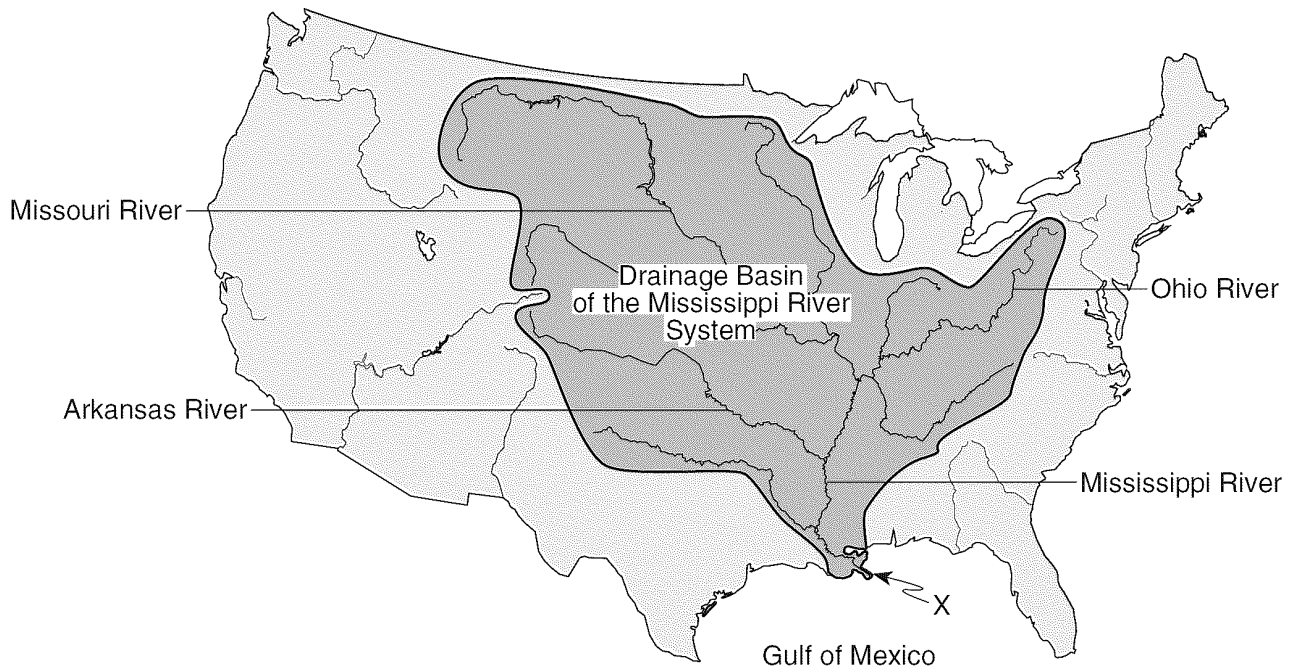 Missouri River
Drainage Basin
of the Mississippi River
System
Ohio River
Arkansas River
Mississippi River
X
Gulf of Mexico